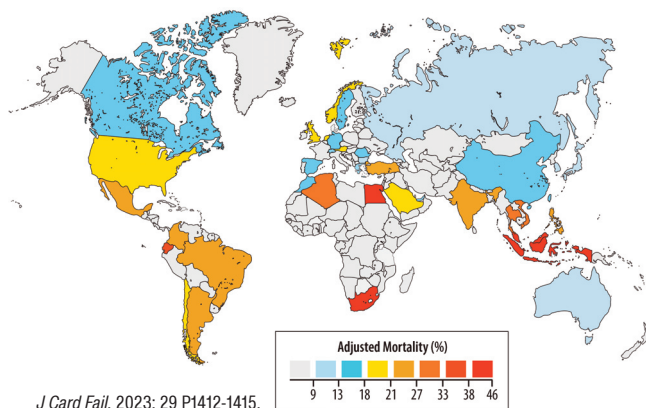 Adjusted Mortality (%)
9 13 18 21 27 33 38 46
J Card Fail. 2023; 29 P1412-1415.